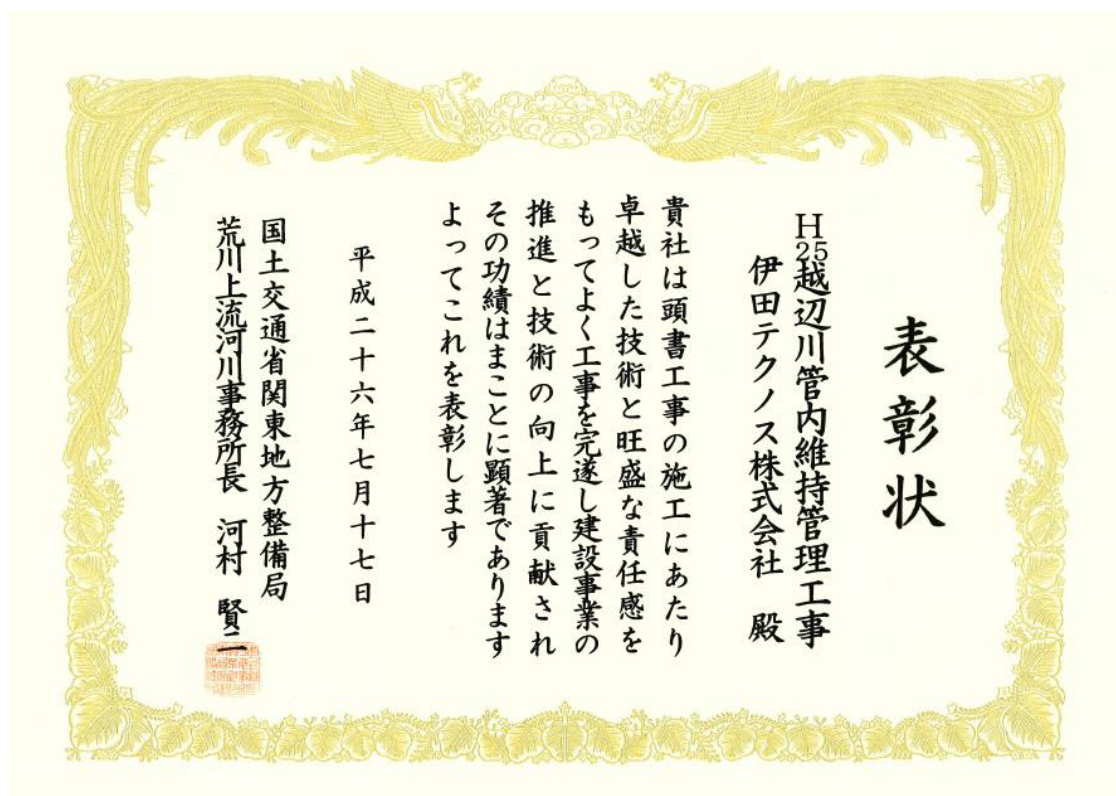 表彰状
H25越辺川管内維持管理工事
伊田テクノス株式会社 殿
貴社は頭書工事の施工にあたり
卓越した技術と旺盛な責任感を
もってよく工事を完遂し建設事業の
推進と技術の向上に貢献され
その功績はまことに顕著であります
よってこれを表彰します
平成二十六年七月十七日
国土交通省関東地方整備局
荒川上流河川事務所長 河村 賢二